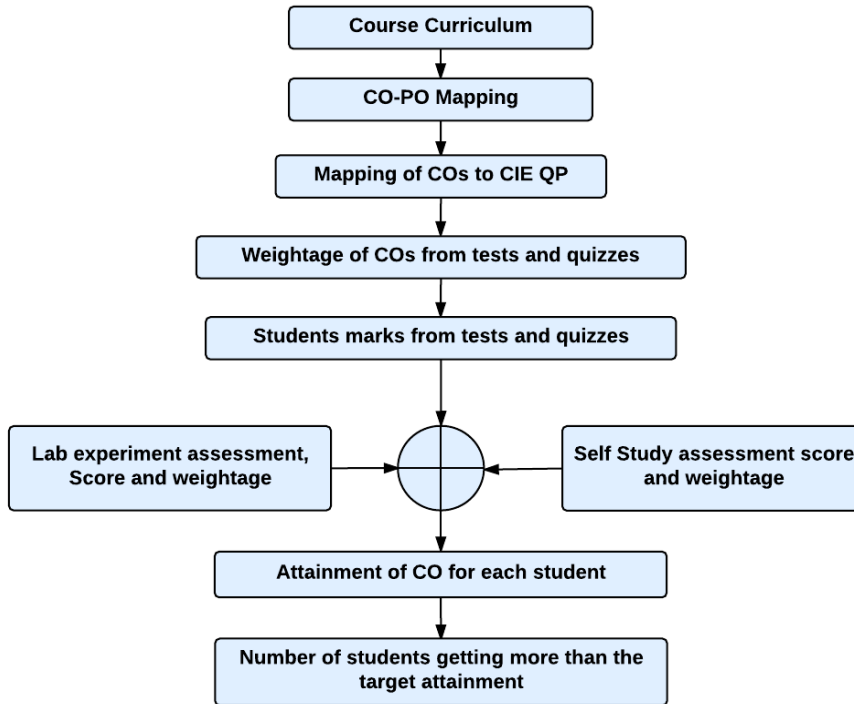 Course Curriculum
CO-PO Mapping
Mapping of COs to CIE QP
Weightage of COs from tests and quizzes
Students marks from tests and quizzes
Lab experiment assessment,
Score and weightage
Self Study assessment score
and weightage
Attainment of CO for each student
Number of students getting more than the
target attainment